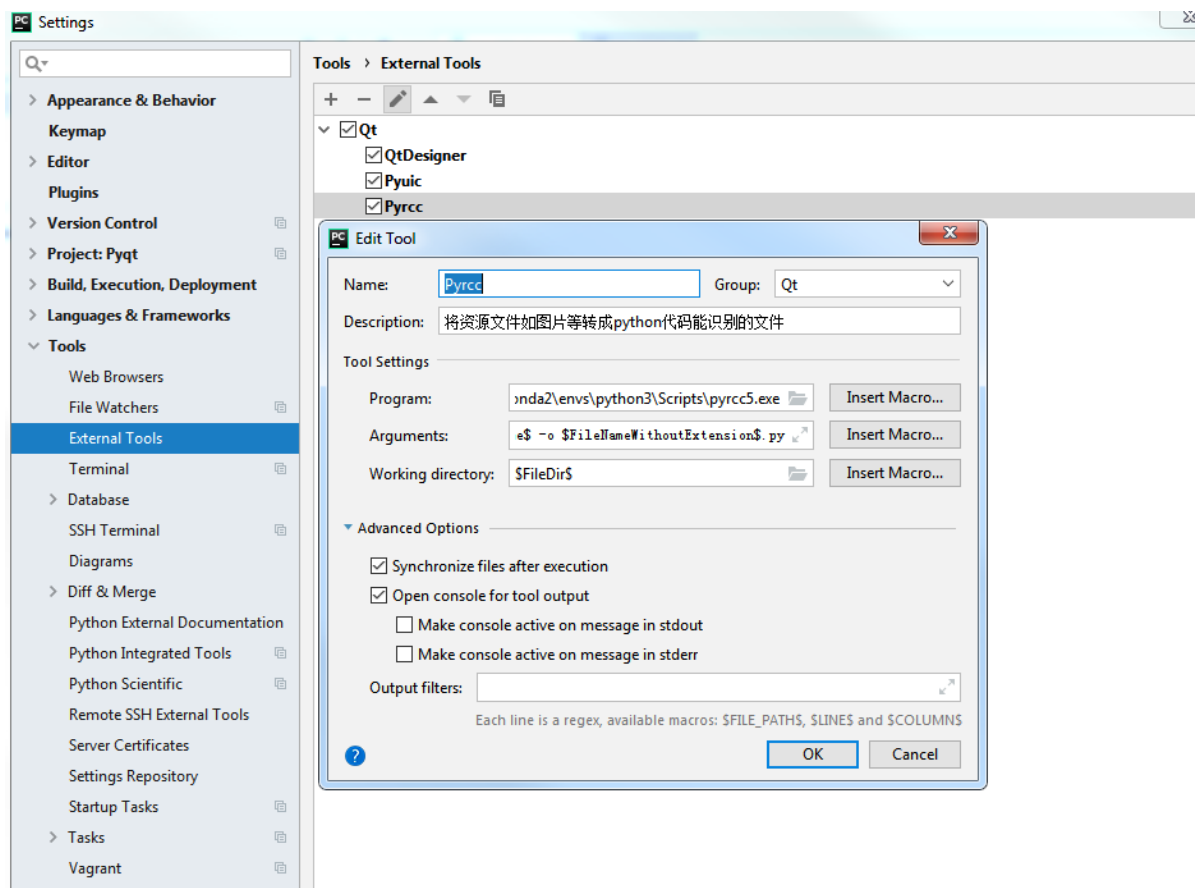 PC Settings
Tools > External Tools
Appearance & Behavior
Keymap
Editor
Plugins
Version Control
Project: Pyqt
Build, Execution, Deployment
Languages & Frameworks
Tools
Web Browsers
File Watchers
External Tools
Terminal
Database
SSH Terminal
Diagrams
Diff & Merge
Python External Documentation
Python Integrated Tools
Python Scientific
Remote SSH External Tools
Server Certificates
Settings Repository
Startup Tasks
Tasks
Vagrant
Qt
QtDesigner
Pyuic
Pyrcc
PC Edit Tool
Name: Pyrcc Group: Qt
Description: 将资源文件如图片等转成python代码能识别的文件
Tool Settings
Program: onda2\envs\python3\Scripts\pyrcc5.exe Insert Macro...
Arguments: e$ -o $FileNameWithoutExtension$.py Insert Macro...
Working directory: $FileDir$ Insert Macro...
Advanced Options
Synchronize files after execution
Open console for tool output
Make console active on message in stdout
Make console active on message in stderr
Output filters:
Each line is a regex, available macros: $FILE_PATH$, $LINE$ and $COLUMN$
? OK Cancel